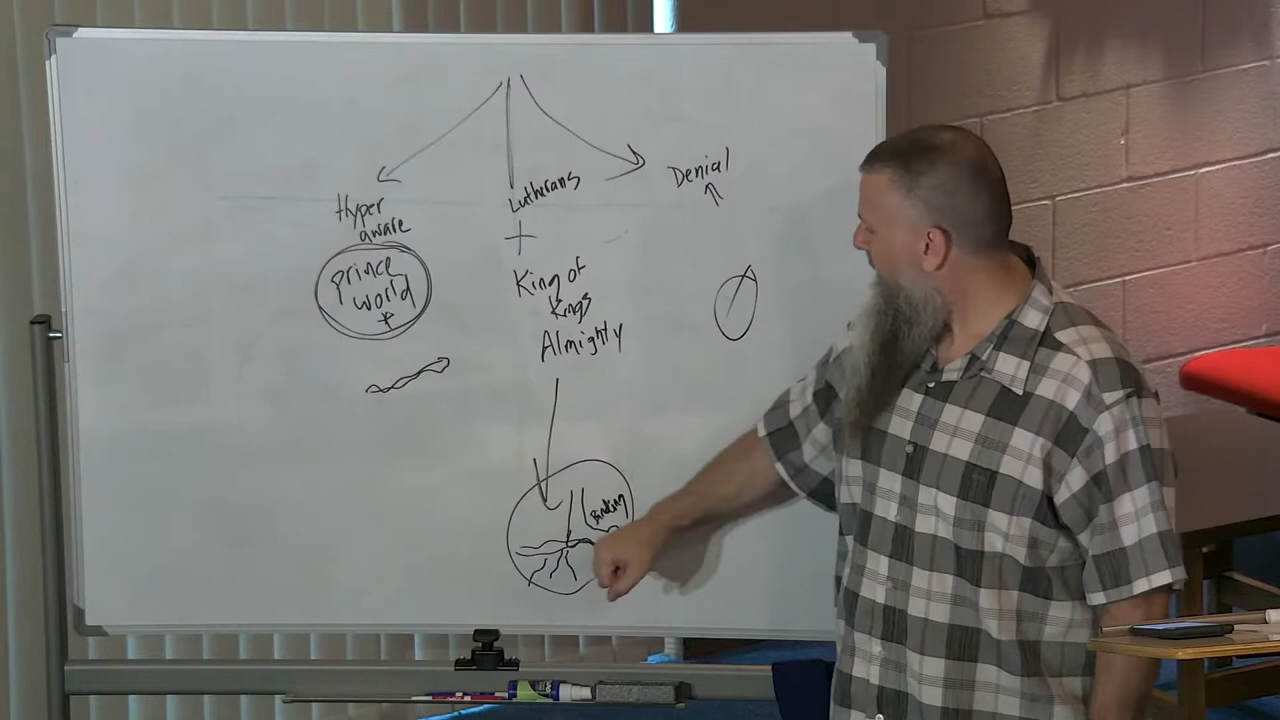 Hyper
aware
prince
world
Lutherans
King of
Kings
Almighty
Denial